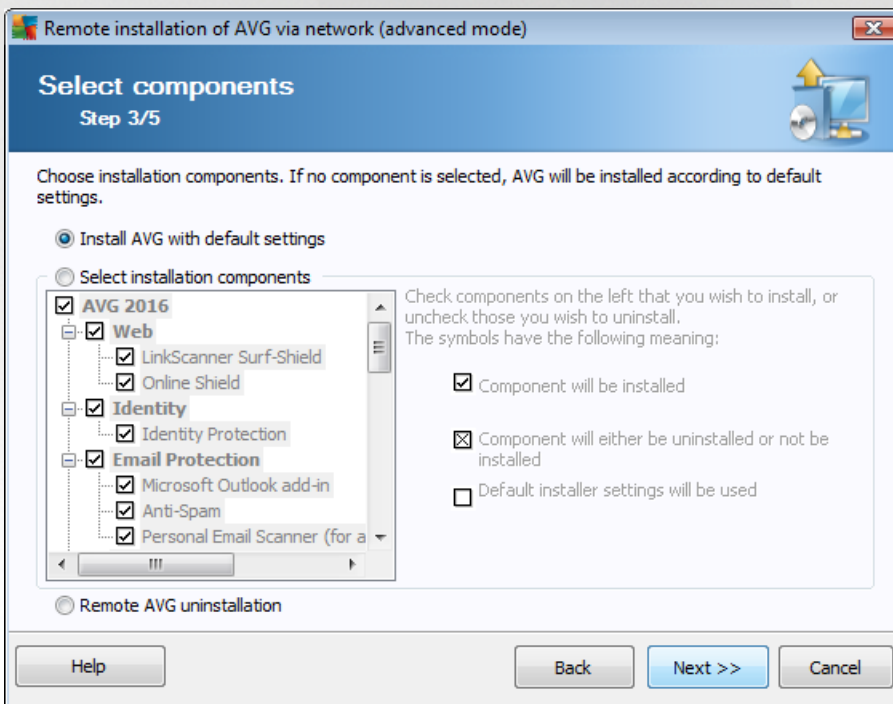 Remote installation of AVG via network (advanced mode)
Select components
Step 3/5
Choose installation components. If no component is selected, AVG will be installed according to default
settings.
Install AVG with default settings
Select installation components
AVG 2016
Web
LinkScanner Surf-Shield
Online Shield
Identity
Identity Protection
Email Protection
Microsoft Outlook add-in
Anti-Spam
Personal Email Scanner (for a
Check components on the left that you wish to install, or
uncheck those you wish to uninstall.
The symbols have the following meaning:
Component will be installed
Component will either be uninstalled or not be
installed
Default installer settings will be used
Remote AVG uninstallation
Help
Back
Next >>
Cancel